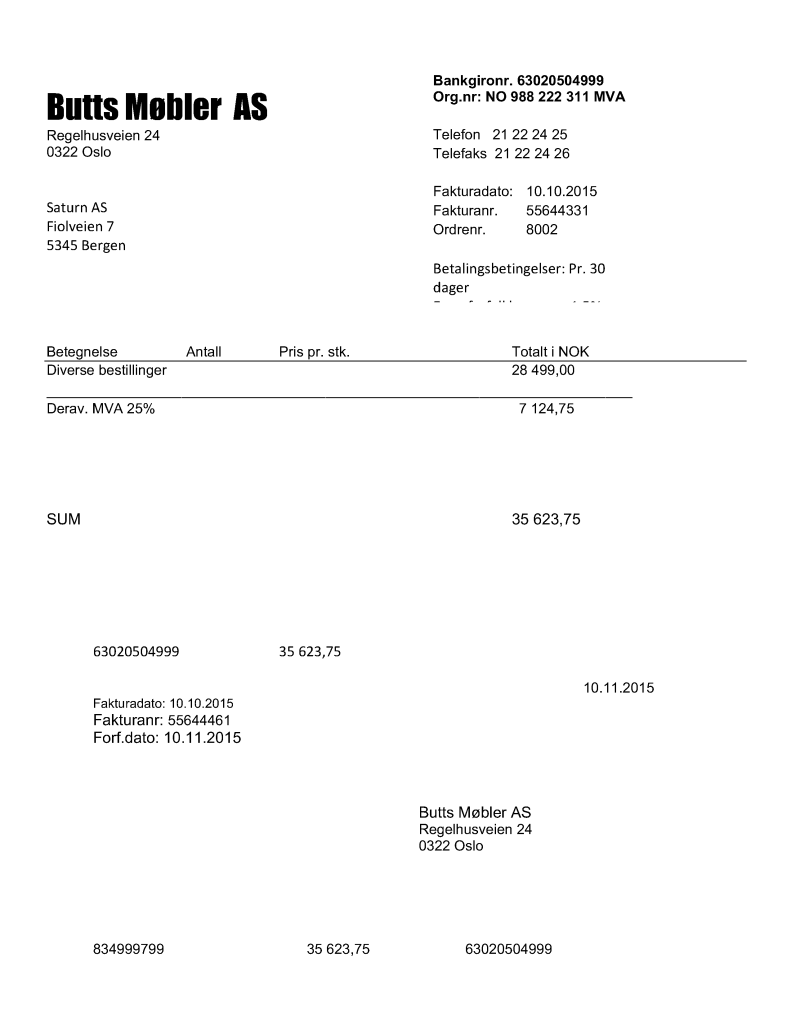 Butts Møbler AS
Regelhusveien 24
0322 Oslo
Saturn AS
Fiolveien 7
5345 Bergen
Bankgironr. 63020504999
Org.nr: NO 988 222 311 MVA
Telefon 21 22 24 25
Telefaks 21 22 24 26
Fakturadato: 10.10.2015
Fakturanr. 55644331
Ordrenr. 8002
Betalingsbetingelser: Pr. 30
dager
Betegnelse Antall Pris pr. stk. Totalt i NOK
Diverse bestillinger 28 499,00
Derav. MVA 25% 7 124,75
SUM 35 623,75
63020504999 35 623,75
10.11.2015
Fakturadato: 10.10.2015
Fakturanr: 55644461
Forf.dato: 10.11.2015
Butts Møbler AS
Regelhusveien 24
0322 Oslo
834999799 35 623,75 63020504999